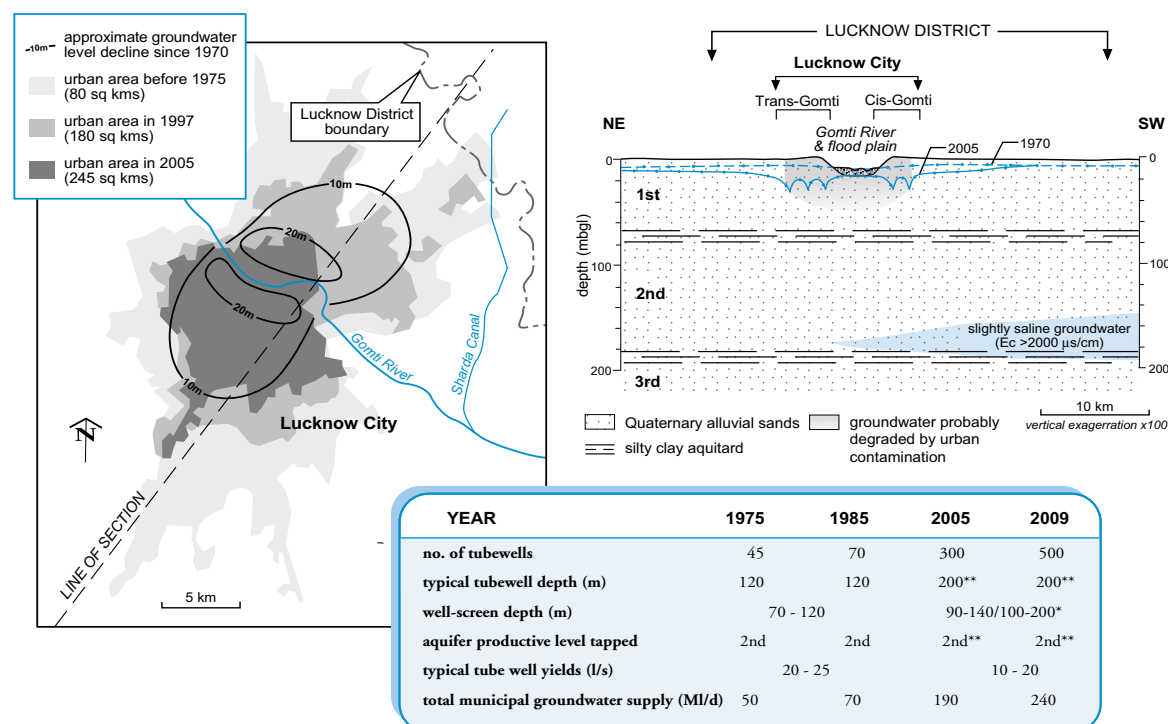 -10m- approximate groundwater
level decline since 1970
urban area before 1975
(80 sq kms)
urban area in 1997
(180 sq kms)
urban area in 2005
(245 sq kms)
Lucknow District
boundary
10m
20m
20m
10m
Gomti River
Sharda Canal
Lucknow City
N
LINE OF SECTION
5 km
LUCKNOW DISTRICT
Lucknow City
Trans-Gomti
Cis-Gomti
NE
Gomti River
& flood plain
2005
1970
SW
0
0
1st
depth (mbgl)
100
100
2nd
slightly saline groundwater
(Ec >2000 µs/cm)
200
200
3rd
Quaternary alluvial sands
silty clay aquitard
groundwater probably
degraded by urban
contamination
10 km
vertical exagerration x100
YEAR 1975 1985 2005 2009
no. of tubewells 45 70 300 500
typical tubewell depth (m) 120 120 200** 200**
well-screen depth (m) 70 - 120 90-140/100-200*
aquifer productive level tapped 2nd 2nd 2nd** 2nd**
typical tube well yields (l/s) 20 - 25 10 - 20
total municipal groundwater supply (Ml/d) 50 70 190 240